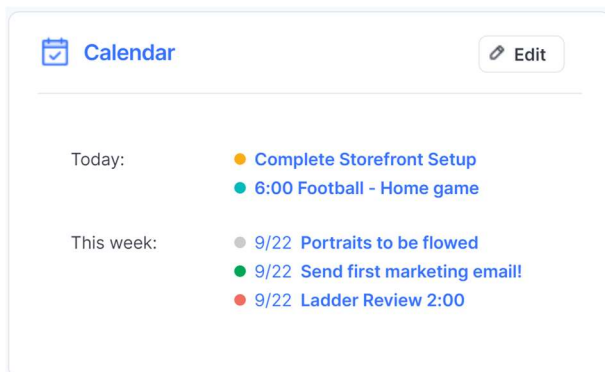 Calendar
Edit
Today:
Complete Storefront Setup
6:00 Football - Home game
This week:
9/22 Portraits to be flowed
9/22 Send first marketing email!
9/22 Ladder Review 2:00